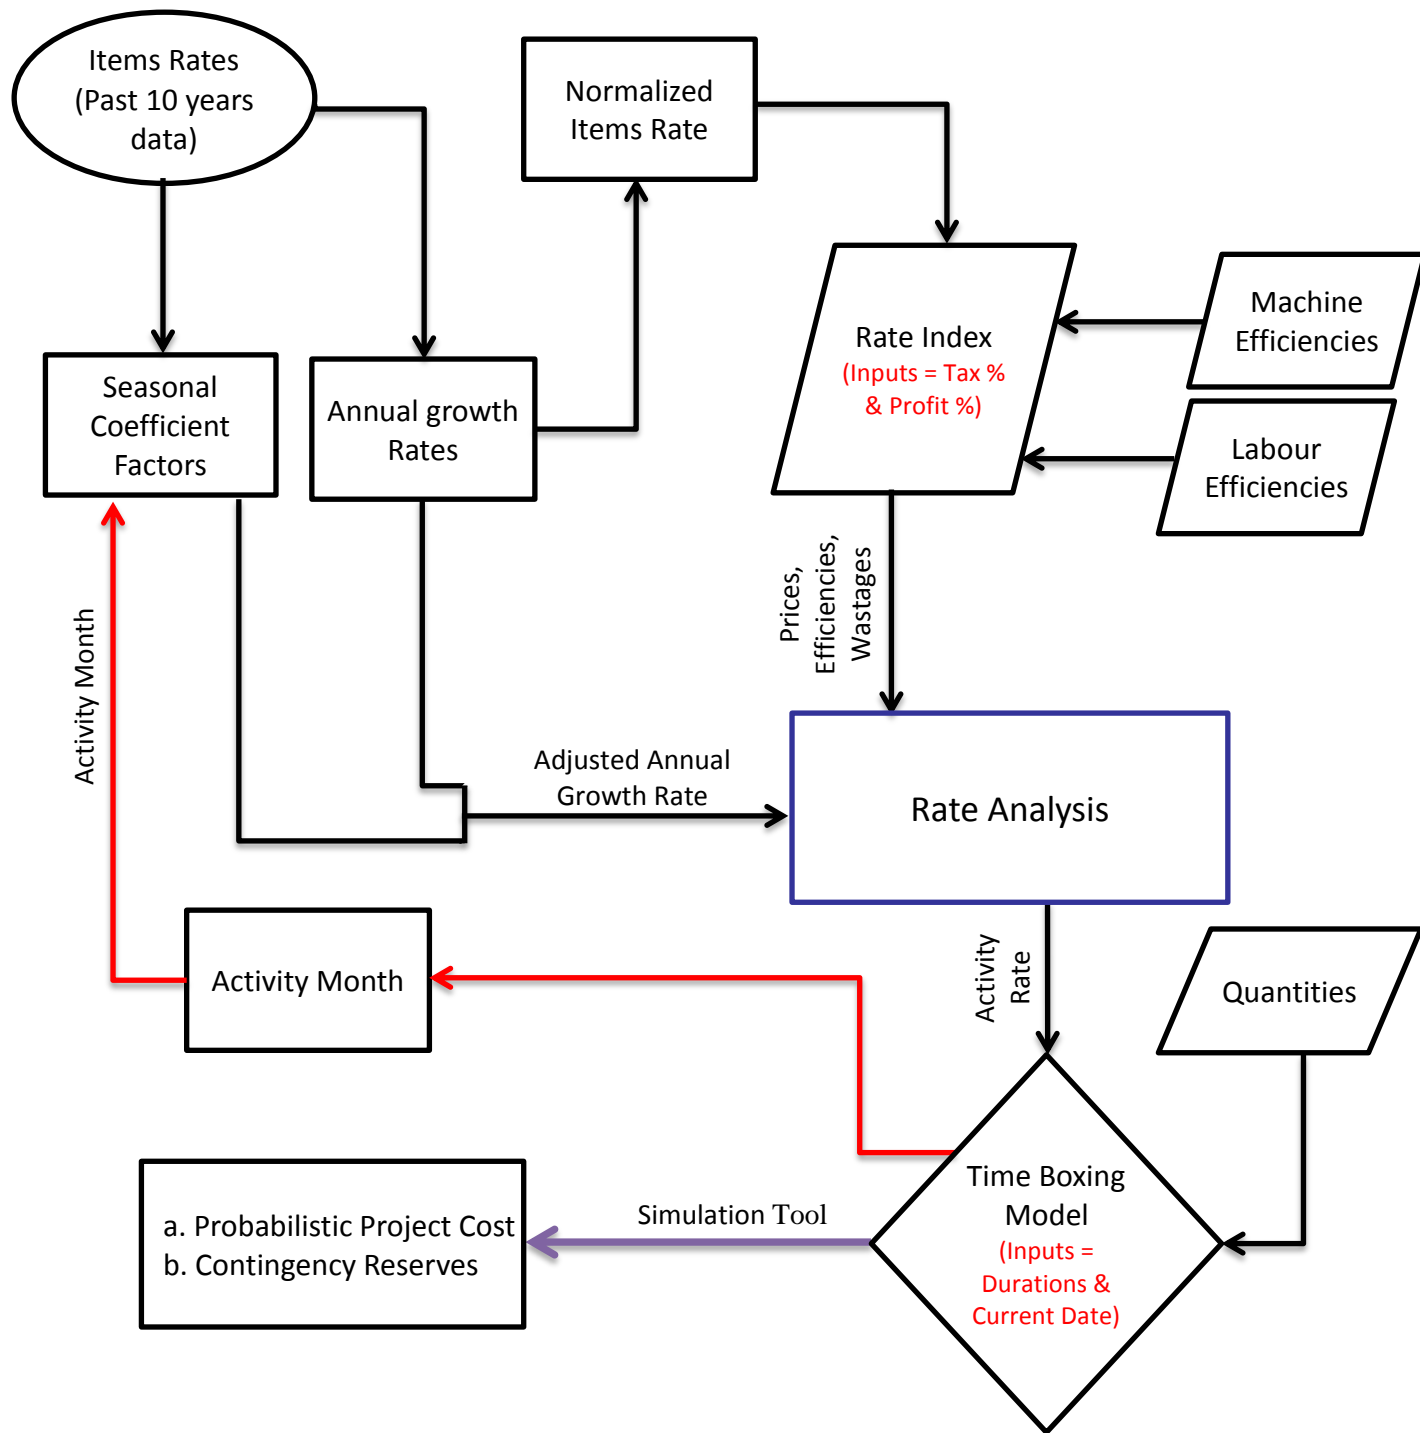 Items Rates
(Past 10 years
data)
Normalized
Items Rate
Rate Index
(Inputs = Tax %
& Profit %)
Machine
Efficiencies
Labour
Efficiencies
Seasonal
Coefficient
Factors
Annual growth
Rates
Prices,
Efficiencies,
Wastages
Activity Month
Adjusted Annual
Growth Rate
Rate Analysis
Activity Month
Activity
Rate
Quantities
Time Boxing
Model
(Inputs =
Durations &
Current Date)
Simulation Tool
a. Probabilistic Project Cost
b. Contingency Reserves